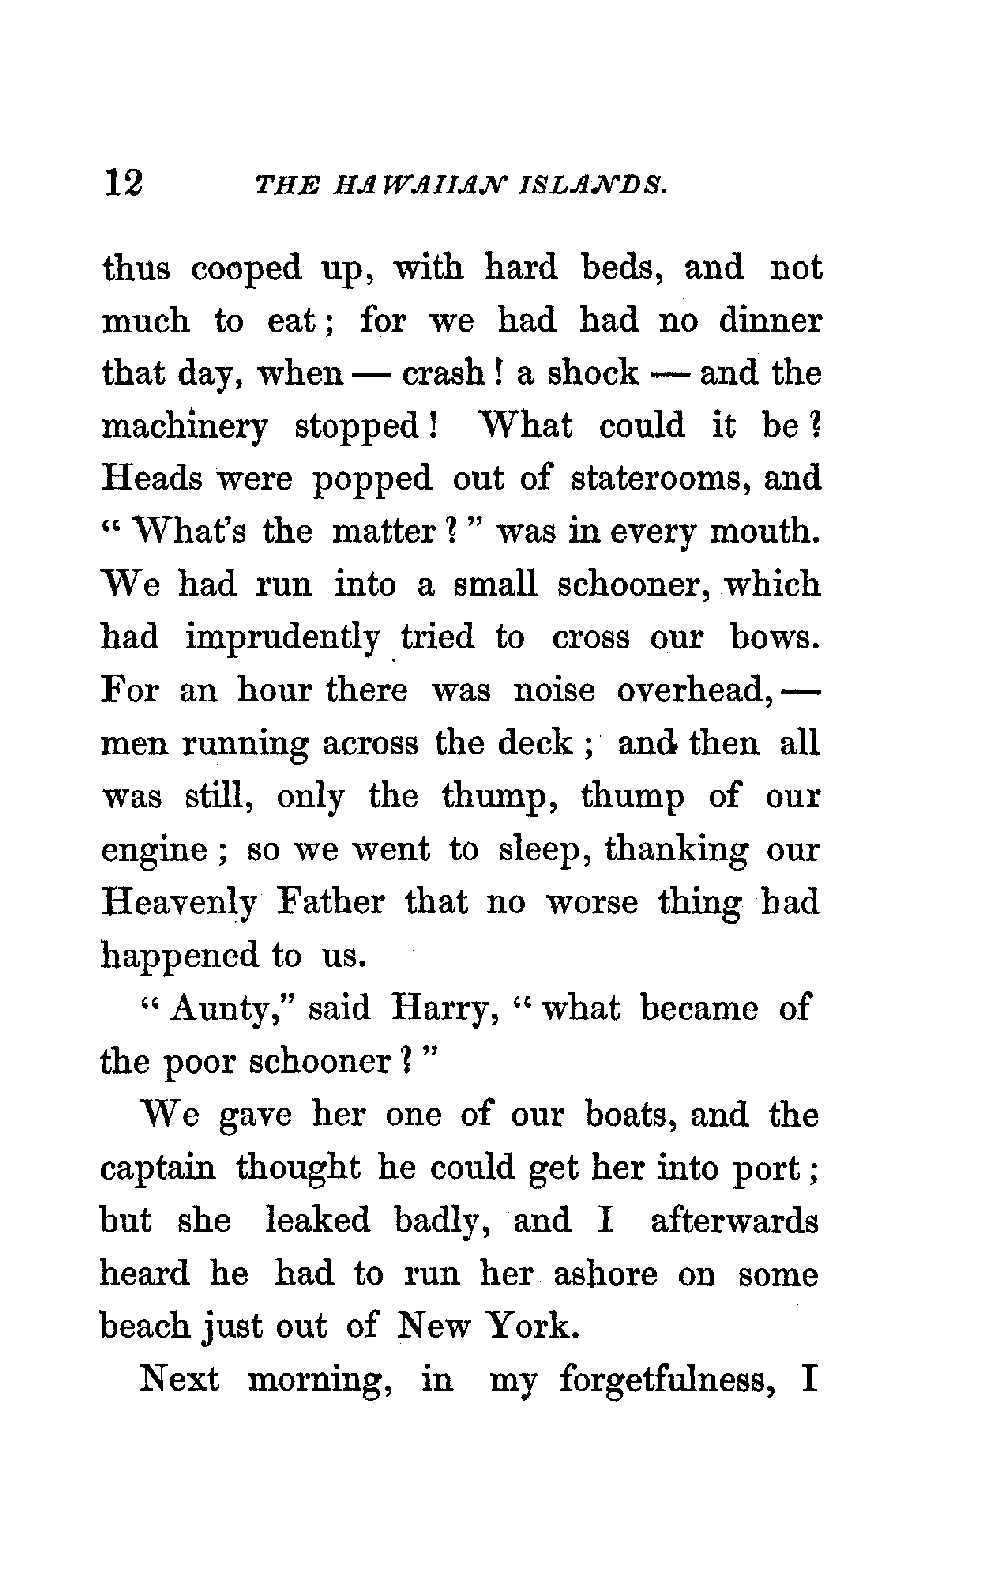 12 THE HAWAIIAN ISLANDS.
thus cooped up, with hard beds, and not
much to eat; for we had had no dinner
that day, when — crash! a shock — and the
machinery stopped! What could it be?
Heads were popped out of staterooms, and
“What's the matter?” was in every mouth.
We had run into a small schooner, which
had imprudently tried to cross our bows.
For an hour there was noise overhead, —
men running across the deck; and then all
was still, only the thump, thump of our
engine; so we went to sleep, thanking our
Heavenly Father that no worse thing had
happened to us.
“Aunty,” said Harry, “what became of
the poor schooner?”
We gave her one of our boats, and the
captain thought he could get her into port;
but she leaked badly, and I afterwards
heard he had to run her ashore on some
beach just out of New York.
Next morning, in my forgetfulness, I